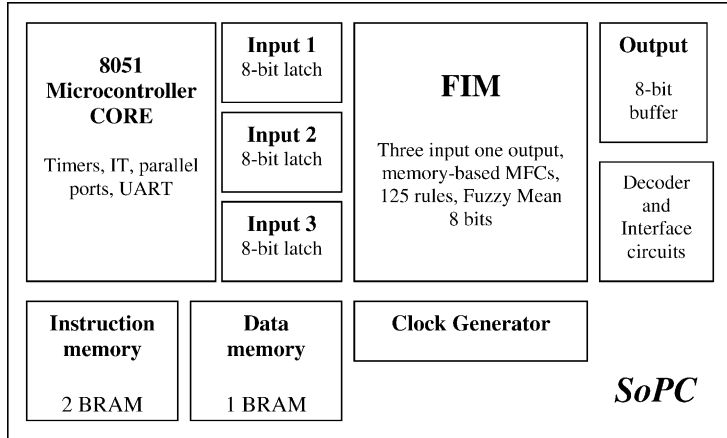 8051
Microcontroller
CORE
Timers, IT, parallel
ports, UART
Input 1
8-bit latch
Input 2
8-bit latch
Input 3
8-bit latch
FIM
Three input one output,
memory-based MFCs,
125 rules, Fuzzy Mean
8 bits
Output
8-bit
buffer
Decoder
and
Interface
circuits
Instruction
memory
2 BRAM
Data
memory
1 BRAM
Clock Generator
SoPC